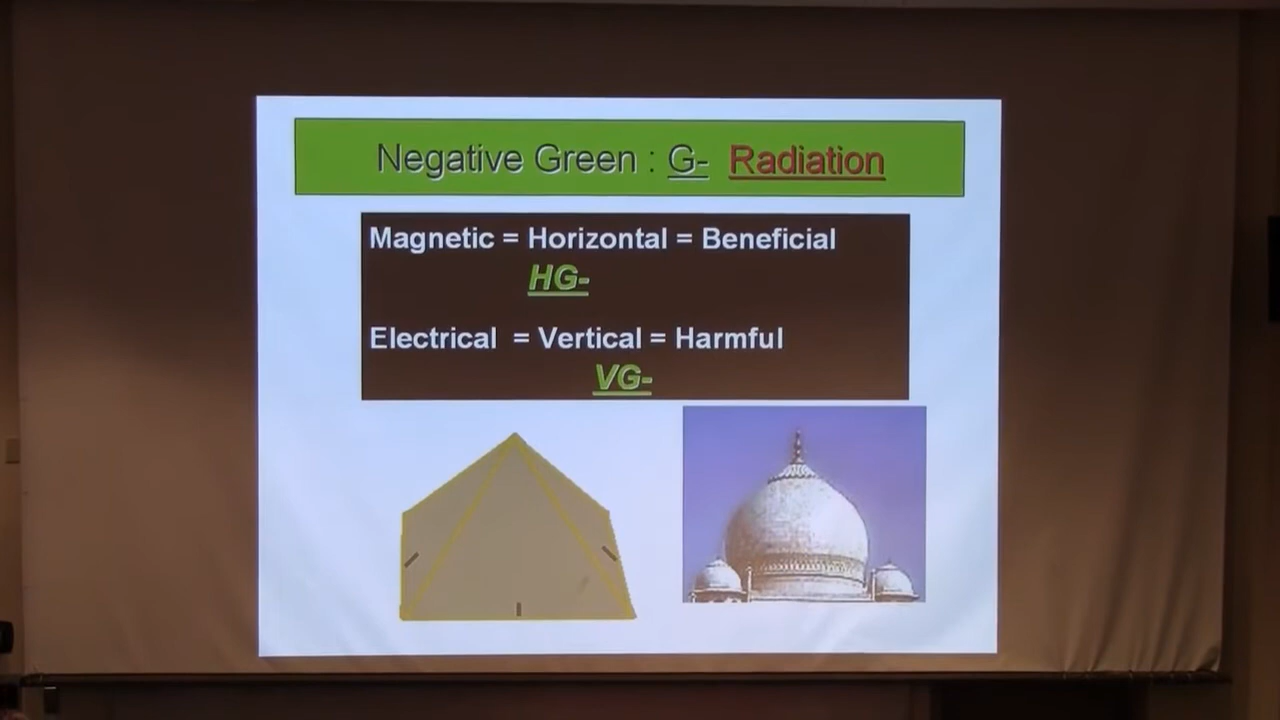 Negative Green : G- Radiation
Magnetic = Horizontal = Beneficial
HG-
Electrical = Vertical = Harmful
VG-